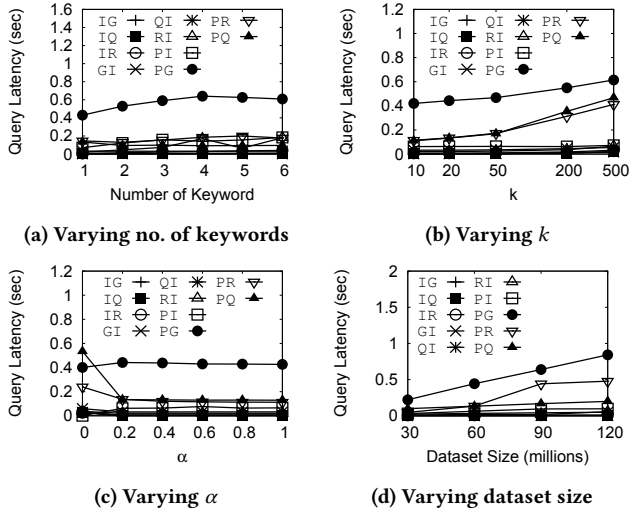 1.6
1.4
1.2
1
0.8
0.6
0.4
0.2
0
Query Latency (sec)
IG QI PR
IQ RI PQ
IR PI
GI PG
1 2 3 4 5 6
Number of Keyword
(a) Varying no. of keywords
1.2
1
0.8
0.6
0.4
0.2
0
Query Latency (sec)
IG QI PR
IQ RI PQ
IR PI
GI PG
10 20 50 200 500
k
(b) Varying k
1.2
1
0.8
0.6
0.4
0.2
0
Query Latency (sec)
IG QI PR
IQ RI PQ
IR PI
GI PG
0 0.2 0.4 0.6 0.8 1
α
(c) Varying α
2
1.5
1
0.5
0
Query Latency (sec)
IG RI
IQ PI
IR PG
GI PR
QI PQ
30 60 90 120
Dataset Size (millions)
(d) Varying dataset size